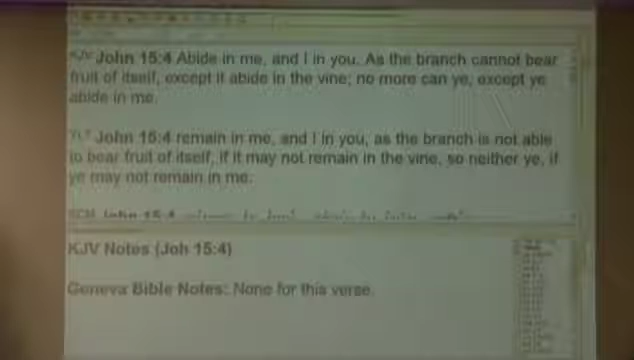 KJV John 15:4 Abide in me, and I in you. As the branch cannot bear
fruit of itself, except it abide in the vine; no more can ye, except ye
abide in me.
YLT John 15:4 remain in me, and I in you, as the branch is not able
to bear fruit of itself, if it may not remain in the vine, so neither ye, if
ye may not remain in me.
John 15:4
KJV Notes (Joh 15:4)
Geneva Bible Notes: None for this verse.